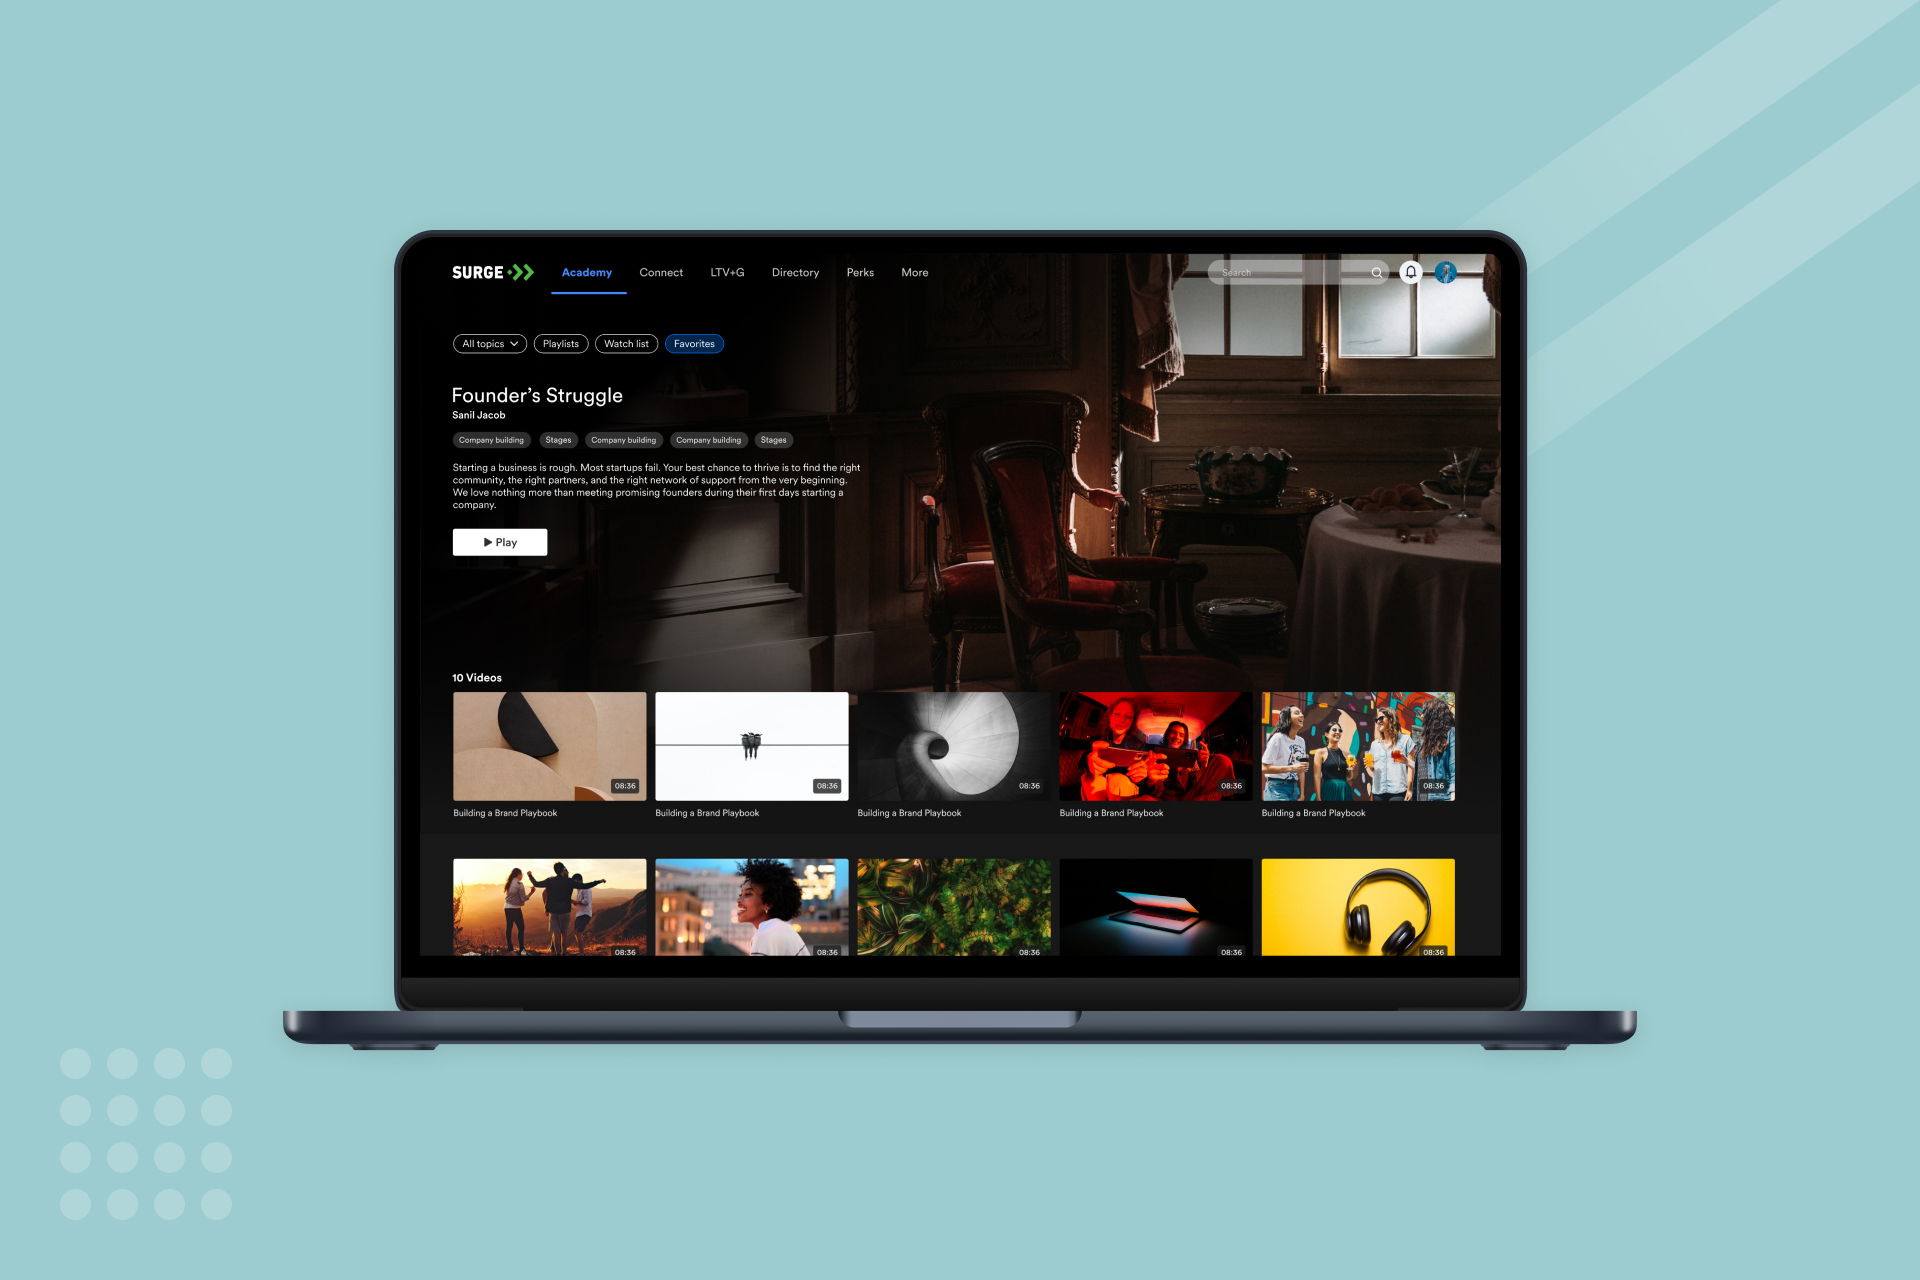 SURGE
Academy Connect LTV+G Directory Perks More
Search
All topics Playlists Watch list Favorites
Founder’s Struggle
Sanil Jacob
Company building Stages Company building Company building Stages
Starting a business is rough. Most startups fail. Your best chance to thrive is to find the right
community, the right partners, and the right network of support from the very beginning.
We love nothing more than meeting promising founders during their first days starting a
company.
Play
10 Videos
08:36 08:36 08:36 08:36 08:36
Building a Brand Playbook Building a Brand Playbook Building a Brand Playbook Building a Brand Playbook Building a Brand Playbook
08:36 08:36 08:36 08:36 08:36